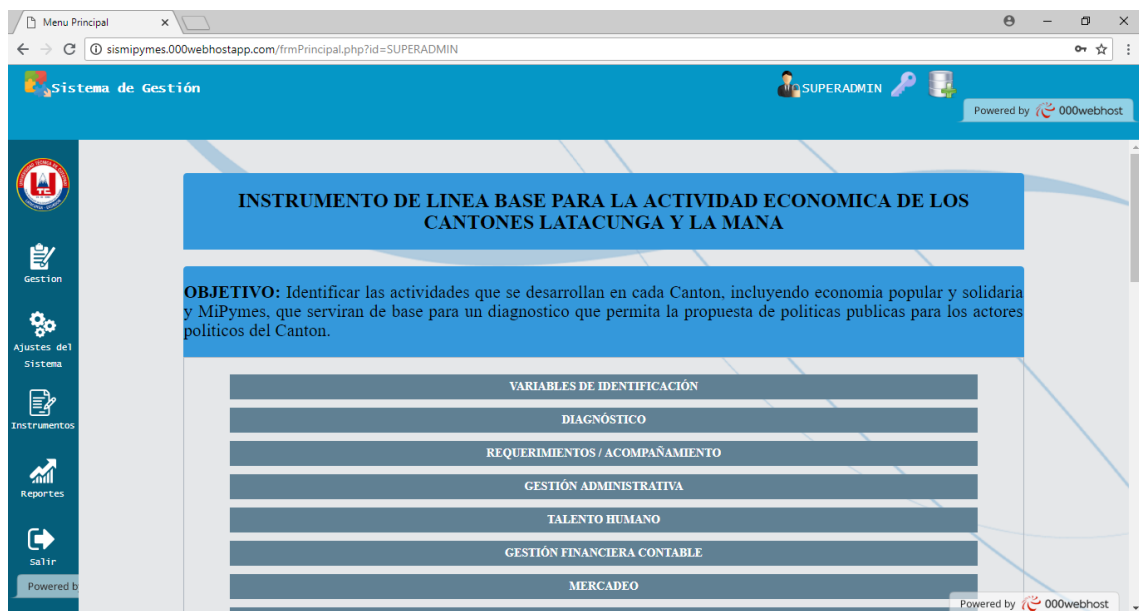 Menu Principal
sismipymes.000webhostapp.com/frmPrincipal.php?id=SUPERADMIN
Sistema de Gestión
SUPERADMIN
Powered by 000webhost
INSTRUMENTO DE LINEA BASE PARA LA ACTIVIDAD ECONOMICA DE LOS
CANTONES LATACUNGA Y LA MANA
Gestion
OBJETIVO: Identificar las actividades que se desarrollan en cada Canton, incluyendo economia popular y solidaria
y MiPymes, que serviran de base para un diagnostico que permita la propuesta de politicas publicas para los actores
politicos del Canton.
Ajustes del
Sistema
VARIABLES DE IDENTIFICACIÓN
DIAGNÓSTICO
Instrumentos
REQUERIMIENTOS / ACOMPAÑAMIENTO
GESTIÓN ADMINISTRATIVA
Reportes
TALENTO HUMANO
GESTIÓN FINANCIERA CONTABLE
Salir
MERCADEO
Powered b
Powered by 000webhost